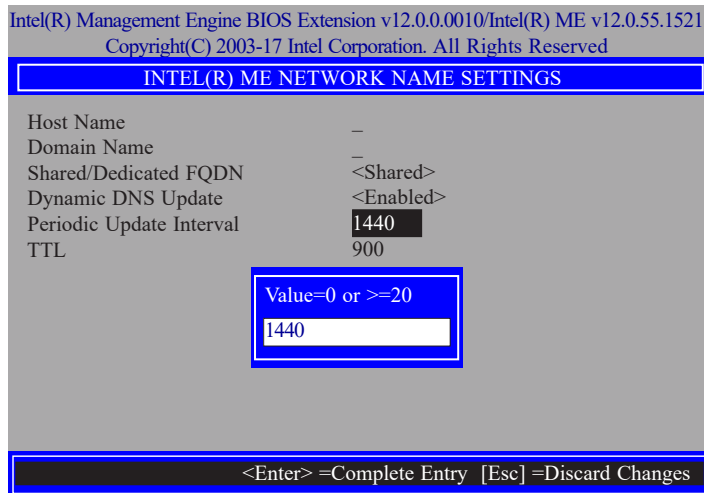 Intel(R) Management Engine BIOS Extension v12.0.0.0010/Intel(R) ME v12.0.55.1521
Copyright(C) 2003-17 Intel Corporation. All Rights Reserved
INTEL(R) ME NETWORK NAME SETTINGS
Host Name _
Domain Name _
Shared/Dedicated FQDN <Shared>
Dynamic DNS Update <Enabled>
Periodic Update Interval 1440
TTL 900
Value=0 or >=20
1440
<Enter> =Complete Entry [Esc] =Discard Changes